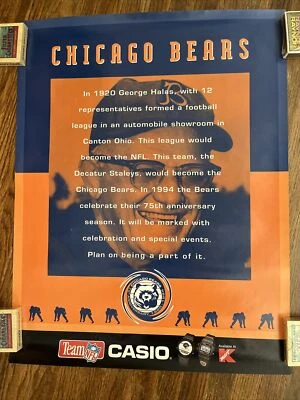 CHICAGO BEARS
In 1920 George Halas, with 12
representatives formed a football
league in an automobile showroom in
Canton Ohio. This league would
become the NFL. This team, the
Decatur Staleys, would become the
Chicago Bears. In 1994 the Bears
celebrate their 75th anniversary
season. It will be marked with
celebration and special events.
Plan on being a part of it.
Team NFL CASIO Available At K